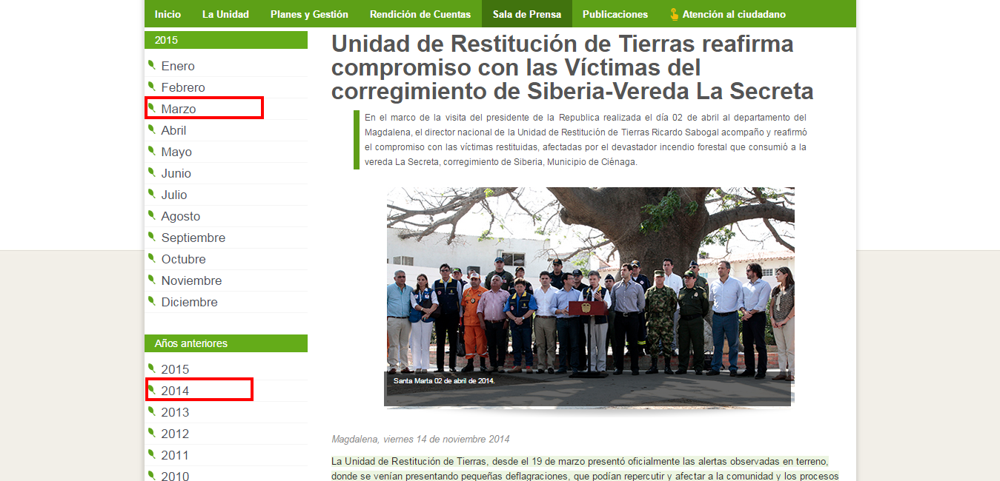 Inicio La Unidad Planes y Gestión Rendición de Cuentas Sala de Prensa Publicaciones Atención al ciudadano
2015
Enero
Febrero
Marzo
Abril
Mayo
Junio
Julio
Agosto
Septiembre
Octubre
Noviembre
Diciembre
Años anteriores
2015
2014
2013
2012
2011
2010
Unidad de Restitución de Tierras reafirma
compromiso con las Víctimas del
corregimiento de Siberia-Vereda La Secreta
En el marco de la visita del presidente de la Republica realizada el día 02 de abril al departamento del
Magdalena, el director nacional de la Unidad de Restitución de Tierras Ricardo Sabogal acompaño y reafirmó
el compromiso con las víctimas restituidas, afectadas por el devastador incendio forestal que consumió a la
vereda La Secreta, corregimiento de Siberia, Municipio de Ciénaga.
Santa Marta 02 de abril de 2014.
Magdalena, viernes 14 de noviembre 2014
La Unidad de Restitución de Tierras, desde el 19 de marzo presentó oficialmente las alertas observadas en terreno,
donde se venían presentando pequeñas deflagraciones, que podían repercutir y afectar a la comunidad y los procesos